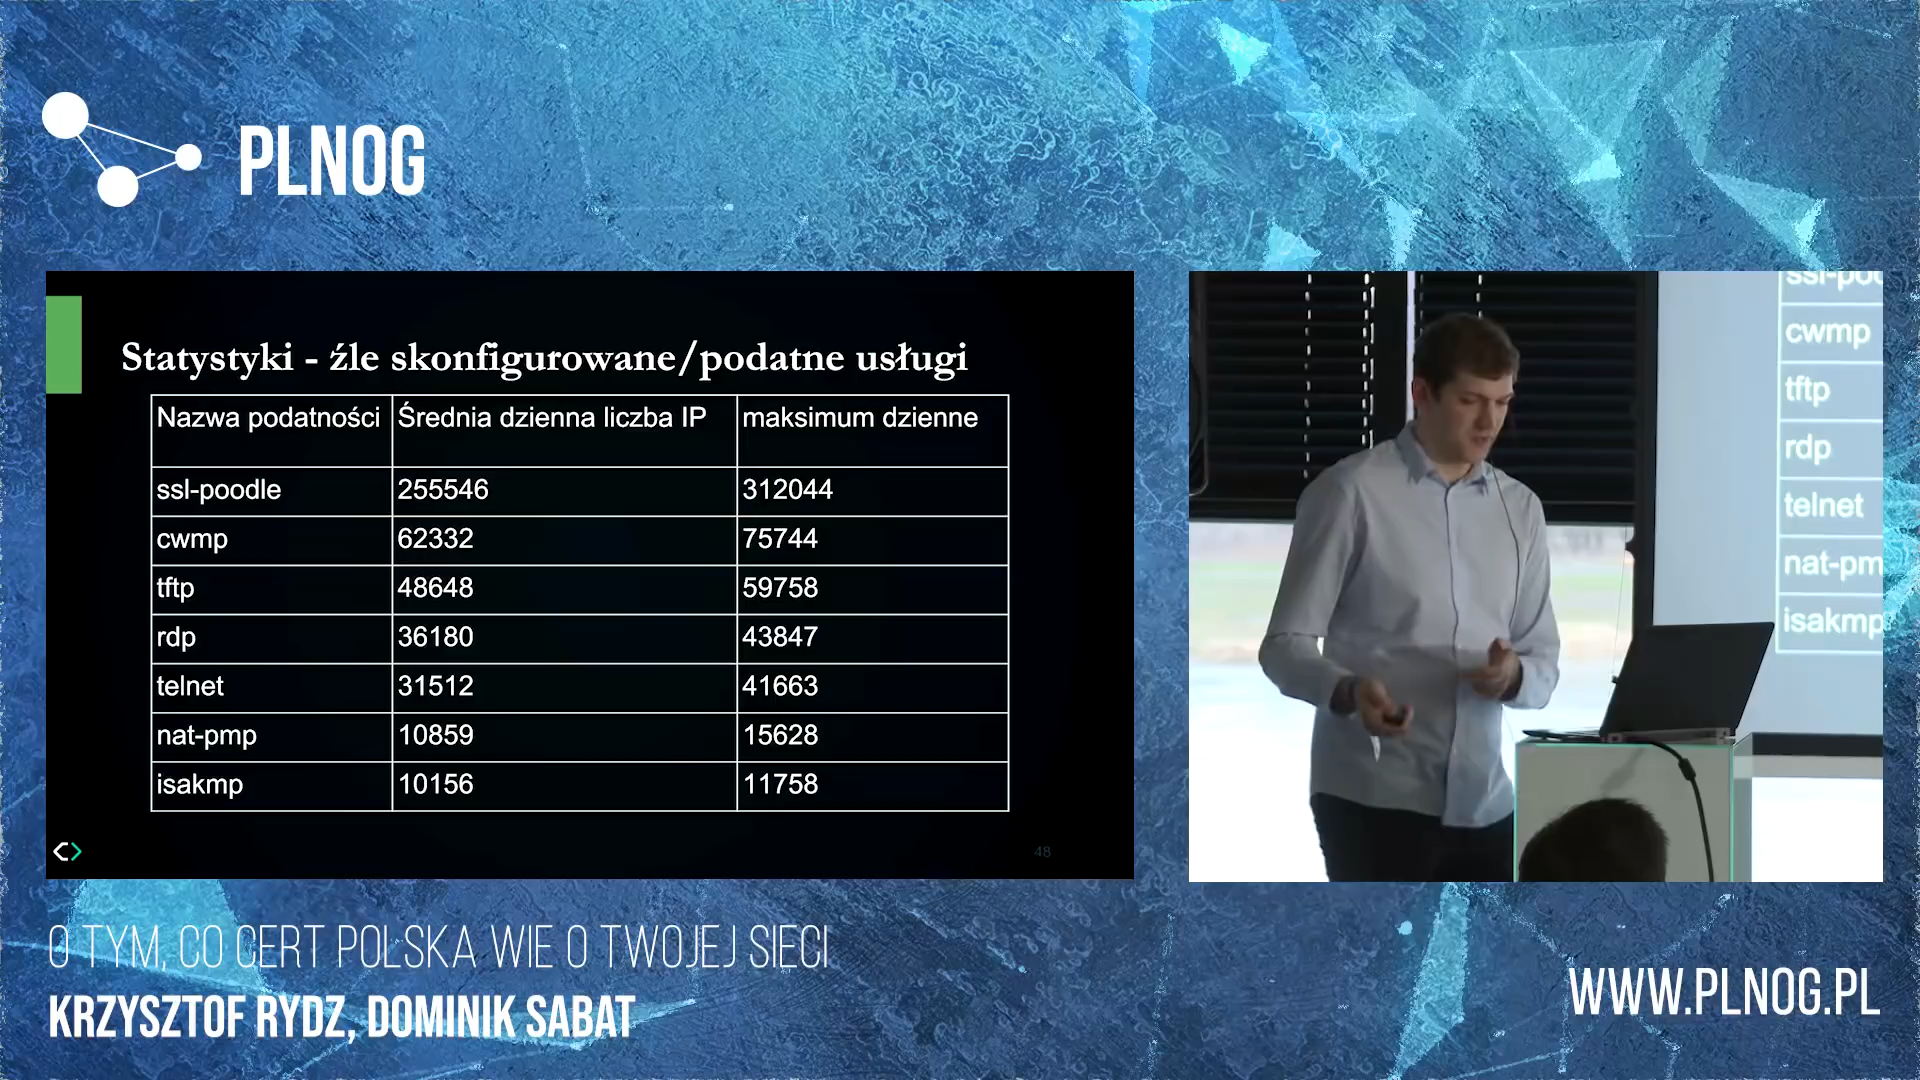 PLNOG
Statystyki - źle skonfigurowane/podatne usługi
Nazwa podatności Średnia dzienna liczba IP maksimum dzienne
ssl-poodle 255546 312044
cwmp 62332 75744
tftp 48648 59758
rdp 36180 43847
telnet 31512 41663
nat-pmp 10859 15628
isakmp 10156 11758
48
ssl-poo
cwmp
tftp
rdp
telnet
nat-pm
isakmp
O TYM, CO CERT POLSKA WIE O TWOJEJ SIECI
KRZYSZTOF RYDZ, DOMINIK SABAT
WWW.PLNOG.PL